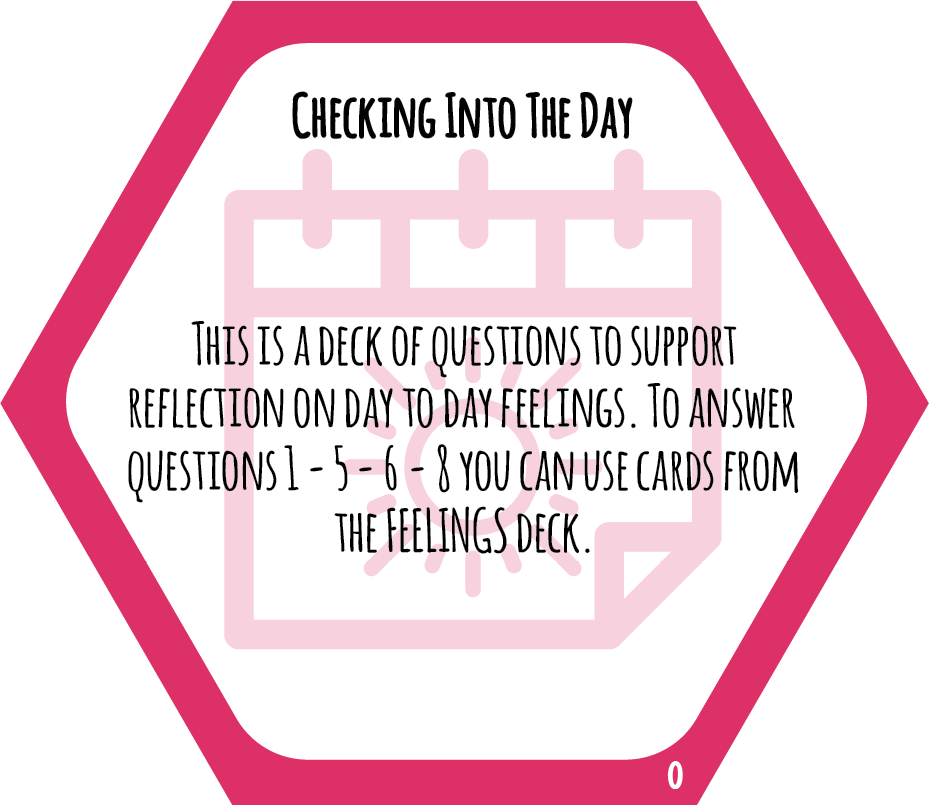 Checking Into The Day
This is a deck of questions to support
reflection on day to day feelings. To answer
questions 1 - 5 - 6 - 8 you can use cards from
the FEELINGS deck.
0